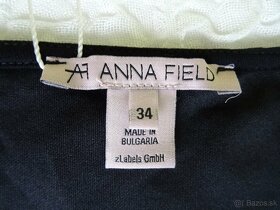 AF ANNA FIELD
34
MADE IN
BULGARIA
zLabels GmbH
bazos.sk